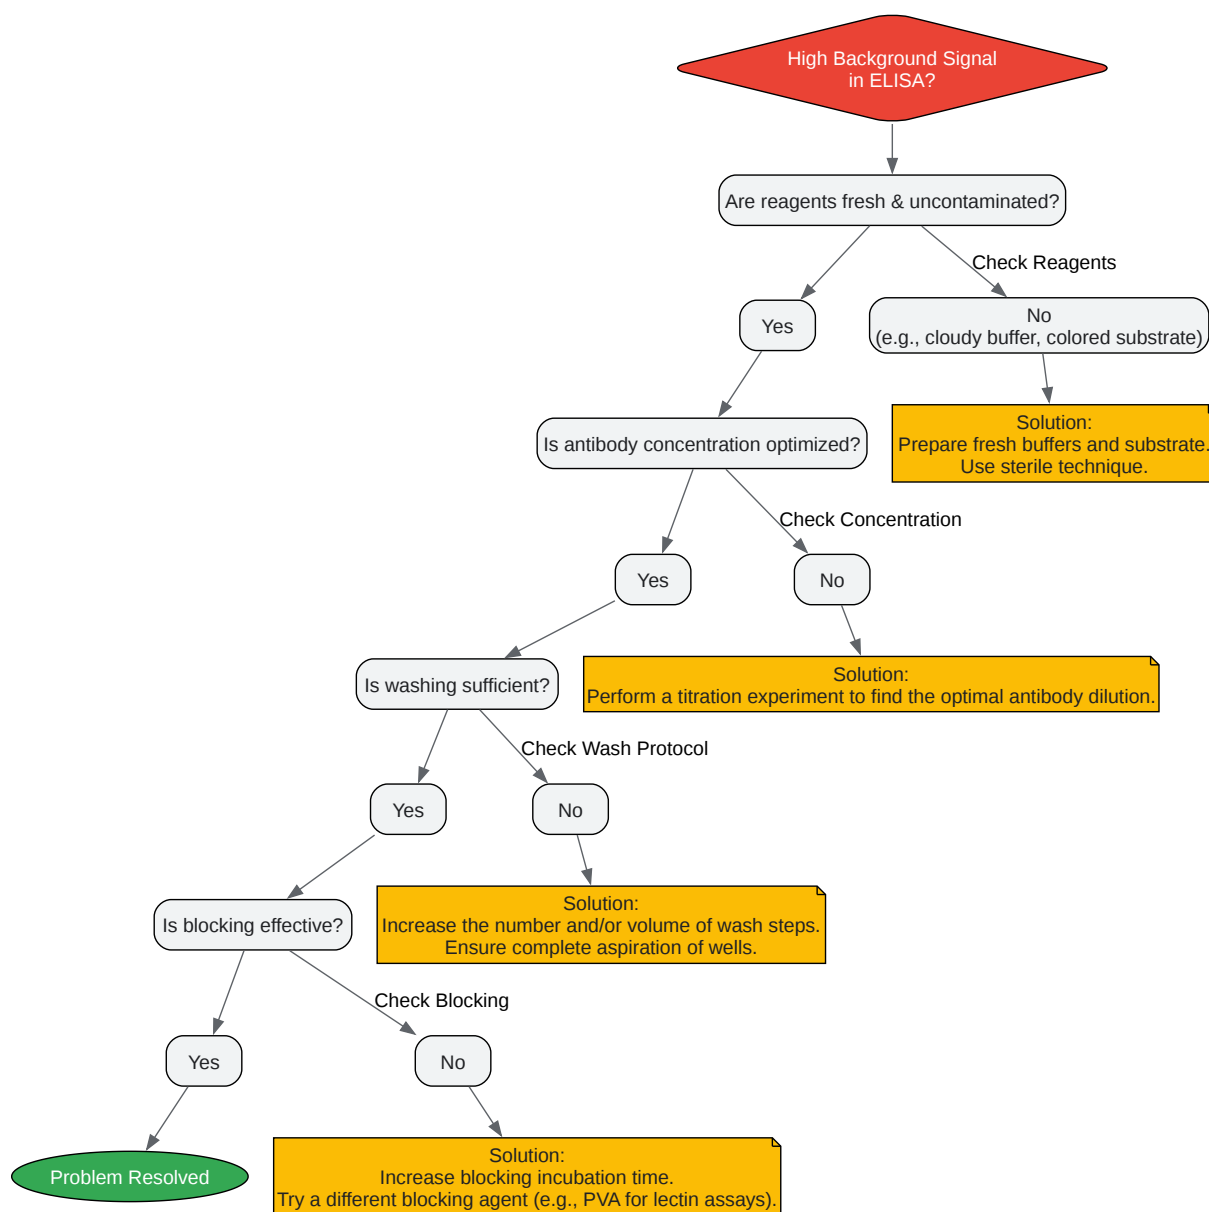 High Background Signal
in ELISA?
Are reagents fresh & uncontaminated?
Check Reagents
Yes
No
(e.g., cloudy buffer, colored substrate)
Solution:
Prepare fresh buffers and substrate.
Use sterile technique.
Is antibody concentration optimized?
Check Concentration
Yes
No
Solution:
Perform a titration experiment to find the optimal antibody dilution.
Is washing sufficient?
Check Wash Protocol
Yes
No
Solution:
Increase the number and/or volume of wash steps.
Ensure complete aspiration of wells.
Is blocking effective?
Check Blocking
Yes
No
Solution:
Increase blocking incubation time.
Try a different blocking agent (e.g., PVA for lectin assays).
Problem Resolved